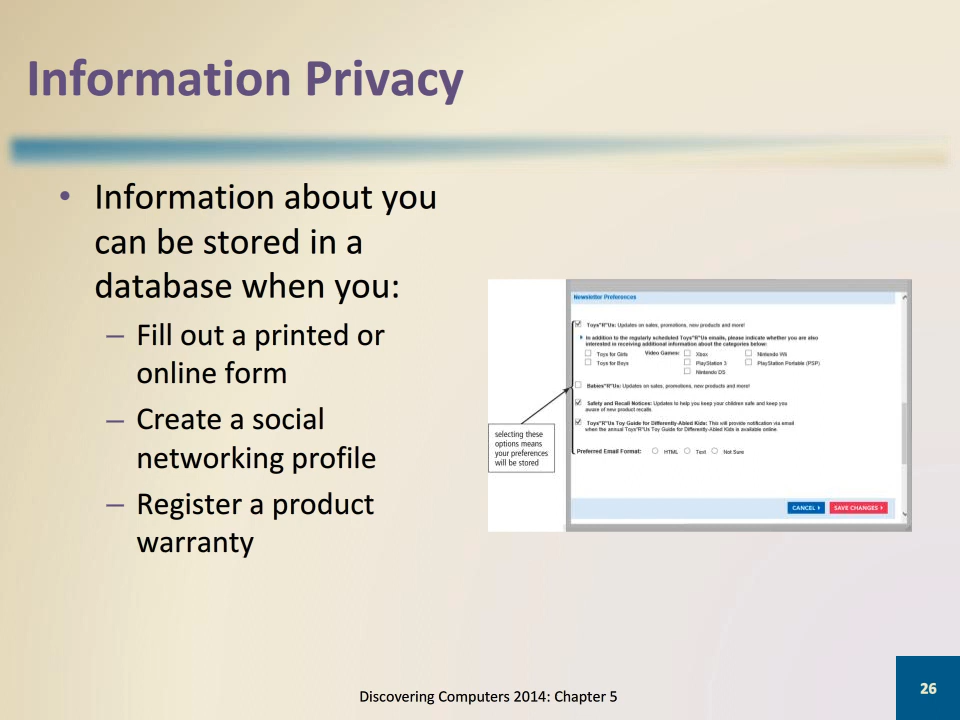 Information Privacy
• Information about you
can be stored in a
database when you:
– Fill out a printed or
online form
– Create a social
networking profile
– Register a product
warranty
Newsletter Preferences
Toys"R"Us: Updates on sales, promotions, new products and more!
In addition to the regularly scheduled Toys"R"Us emails, please indicate whether you are also
interested in receiving additional information about the categories below:
Toys for Girls Video Games: Xbox Nintendo Wii
Toys for Boys PlayStation 3 PlayStation Portable (PSP)
Nintendo DS
Babies"R"Us: Updates on sales, promotions, new products and more!
Safety and Recall Notices: Updates to help you keep your children safe and keep you
aware of new product recalls
Toys"R"Us Toy Guide for Differently-Abled Kids: This will provide notification via email
when the annual Toys"R"Us Toy Guide for Differently-Abled Kids is available online.
Preferred Email Format: HTML Text Not Sure
selecting these
options means
your preferences
will be stored
CANCEL SAVE CHANGES
Discovering Computers 2014: Chapter 5
26